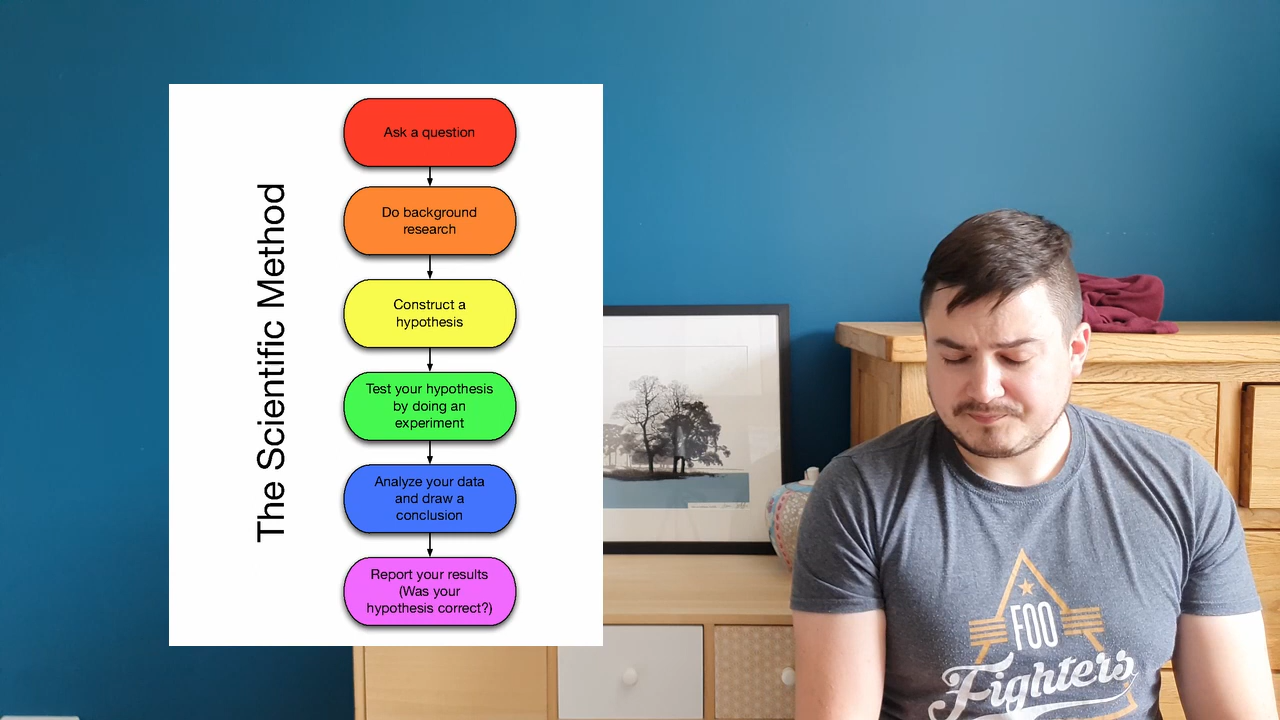 The Scientific Method
Ask a question
Do background
research
Construct a
hypothesis
Test your hypothesis
by doing an
experiment
Analyze your data
and draw a
conclusion
Report your results
(Was your
hypothesis correct?)
FOO
Fighters